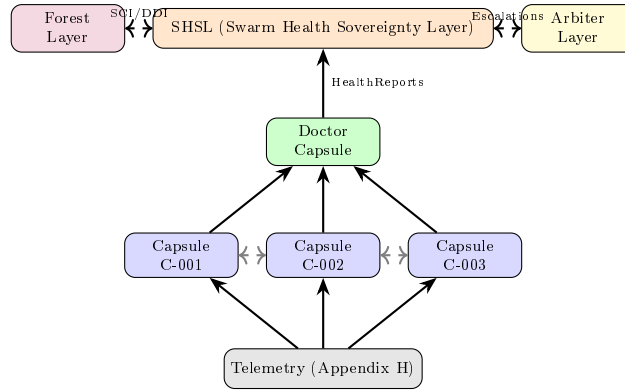 Forest
Layer
SCI/DDI
SHSL (Swarm Health Sovereignty Layer)
Escalations
Arbiter
Layer
HealthReports
Doctor
Capsule
Capsule
C-001
Capsule
C-002
Capsule
C-003
Telemetry (Appendix H)